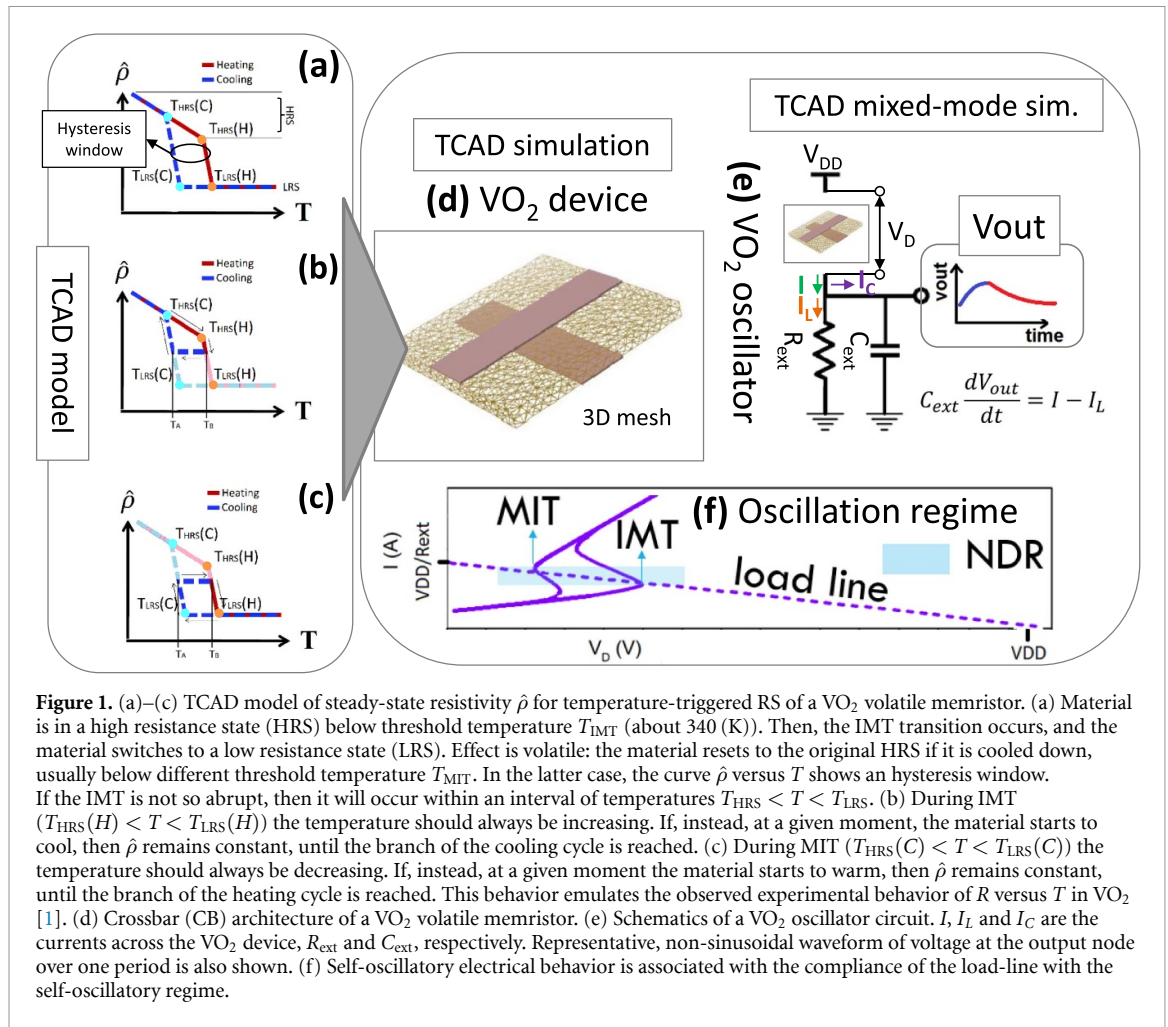 (a)
ρ̂
Heating
Cooling
T_HRS(C)
HRS
T_HRS(H)
Hysteresis
window
T_LRS(C)
T_LRS(H)
LRS
T
TCAD model
(b)
ρ̂
Heating
Cooling
T_HRS(C)
T_HRS(H)
T_LRS(C)
T_LRS(H)
T_A
T_B
T
(c)
ρ̂
Heating
Cooling
T_HRS(C)
T_HRS(H)
T_LRS(C)
T_LRS(H)
T_A
T_B
T
TCAD simulation
(d) VO₂ device
3D mesh
TCAD mixed-mode sim.
(e) VO₂ oscillator
V_DD
V_D
I
I_C
I_L
R_ext
C_ext
Vout
vout
time
C_ext dV_out/dt = I − I_L
(f) Oscillation regime
MIT
IMT
NDR
load line
I (A)
VDD/Rext
V_D (V)
VDD
Figure 1. (a)–(c) TCAD model of steady-state resistivity ρ̂ for temperature-triggered RS of a VO₂ volatile memristor. (a) Material
is in a high resistance state (HRS) below threshold temperature T_IMT (about 340 (K)). Then, the IMT transition occurs, and the
material switches to a low resistance state (LRS). Effect is volatile: the material resets to the original HRS if it is cooled down,
usually below different threshold temperature T_MIT. In the latter case, the curve ρ̂ versus T shows an hysteresis window.
If the IMT is not so abrupt, then it will occur within an interval of temperatures T_HRS < T < T_LRS. (b) During IMT
(T_HRS(H) < T < T_LRS(H)) the temperature should always be increasing. If, instead, at a given moment, the material starts to
cool, then ρ̂ remains constant, until the branch of the cooling cycle is reached. (c) During MIT (T_HRS(C) < T < T_LRS(C)) the
temperature should always be decreasing. If, instead, at a given moment the material starts to warm, then ρ̂ remains constant,
until the branch of the heating cycle is reached. This behavior emulates the observed experimental behavior of R versus T in VO₂
[1]. (d) Crossbar (CB) architecture of a VO₂ volatile memristor. (e) Schematics of a VO₂ oscillator circuit. I, I_L and I_C are the
currents across the VO₂ device, R_ext and C_ext, respectively. Representative, non-sinusoidal waveform of voltage at the output node
over one period is also shown. (f) Self-oscillatory electrical behavior is associated with the compliance of the load-line with the
self-oscillatory regime.